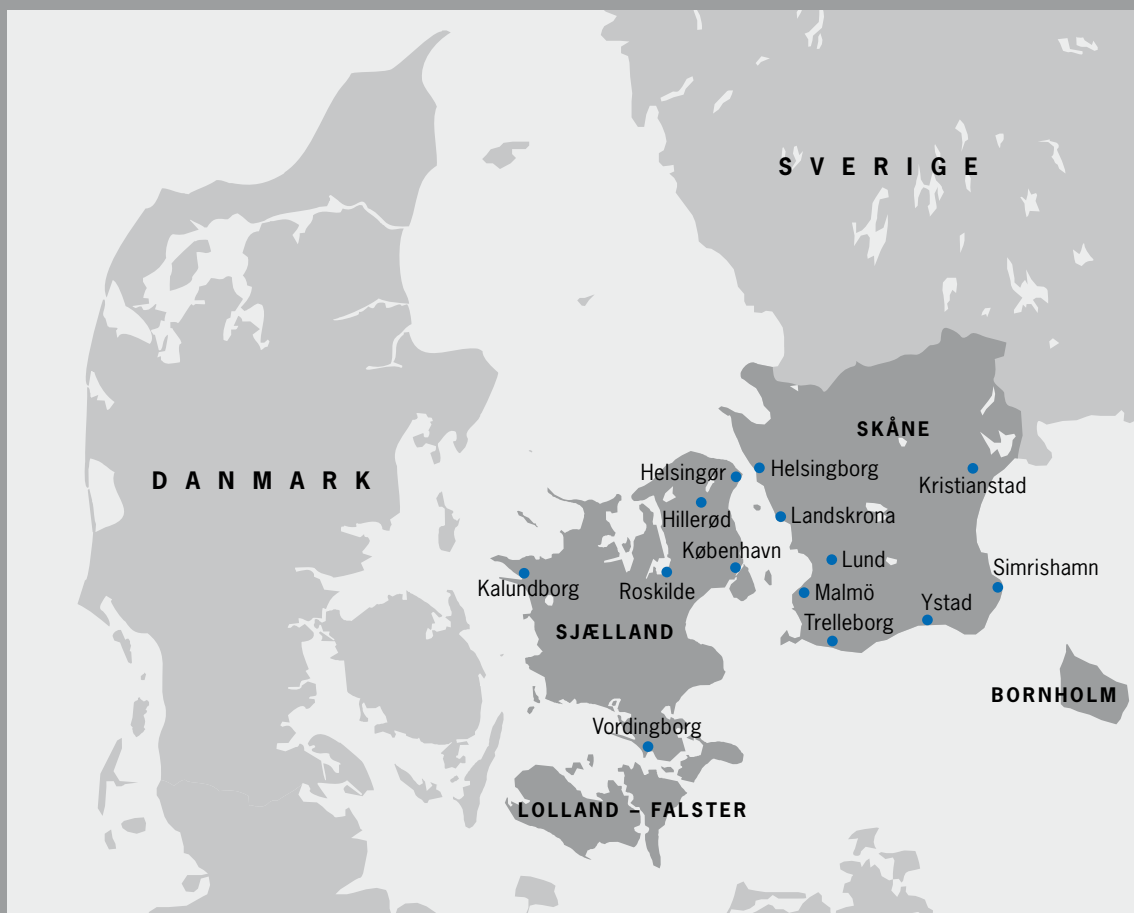 SVERIGE
SKÅNE
DANMARK
Helsingør
Helsingborg
Kristianstad
Hillerød
Landskrona
København
Lund
Simrishamn
Kalundborg
Roskilde
Malmö
Ystad
Trelleborg
SJÆLLAND
BORNHOLM
Vordingborg
LOLLAND – FALSTER